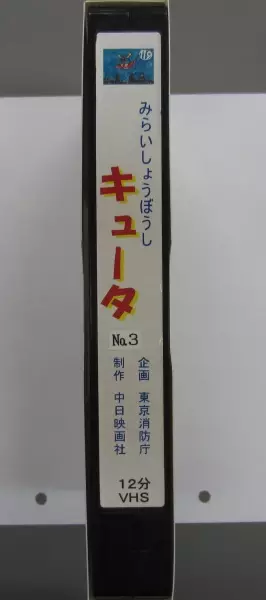 119
みらいしょうぼうし
キュータ
No.3
企画 東京消防庁
制作 中日映画社
12分
VHS